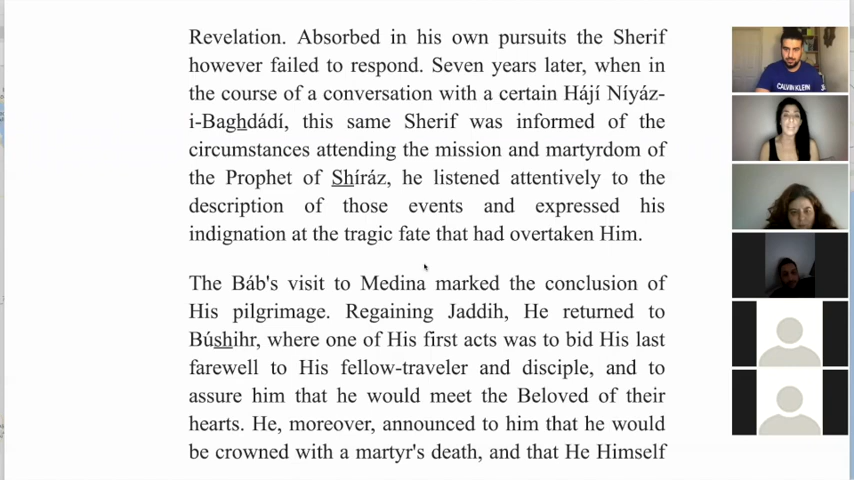 Revelation. Absorbed in his own pursuits the Sherif
however failed to respond. Seven years later, when in
the course of a conversation with a certain Hájí Níyáz-
i-Baghdádí, this same Sherif was informed of the
circumstances attending the mission and martyrdom of
the Prophet of Shíráz, he listened attentively to the
description of those events and expressed his
indignation at the tragic fate that had overtaken Him.
The Báb's visit to Medina marked the conclusion of
His pilgrimage. Regaining Jaddih, He returned to
Búshihr, where one of His first acts was to bid His last
farewell to His fellow-traveler and disciple, and to
assure him that he would meet the Beloved of their
hearts. He, moreover, announced to him that he would
be crowned with a martyr's death, and that He Himself
CALVIN KLEIN